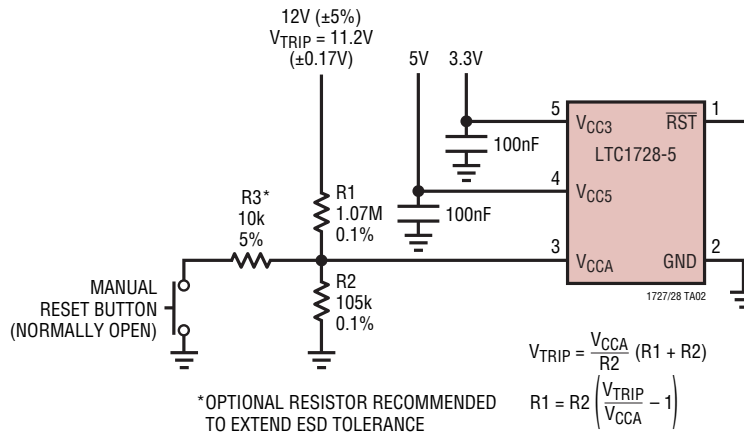 12V (±5%)
VTRIP = 11.2V
(±0.17V)
5V
3.3V
5
VCC3
RST
1
100nF
LTC1728-5
4
VCC5
100nF
R1
1.07M
0.1%
R3*
10k
5%
3
VCCA
GND
2
R2
105k
0.1%
MANUAL
RESET BUTTON
(NORMALLY OPEN)
1727/28 TA02
VTRIP = VCCA/R2 (R1 + R2)
R1 = R2 (VTRIP/VCCA – 1)
*OPTIONAL RESISTOR RECOMMENDED
TO EXTEND ESD TOLERANCE